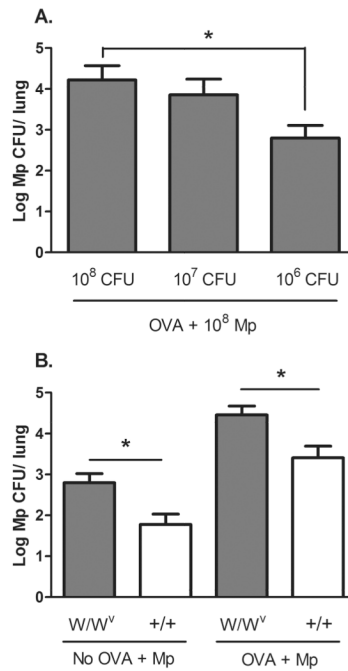 A.
*
Log Mp CFU/ lung
5
4
3
2
1
0
10⁸ CFU 10⁷ CFU 10⁶ CFU
OVA + 10⁸ Mp
B.
*
*
Log Mp CFU/ lung
5
4
3
2
1
0
W/Wᵛ +/+ W/Wᵛ +/+
No OVA + Mp OVA + Mp